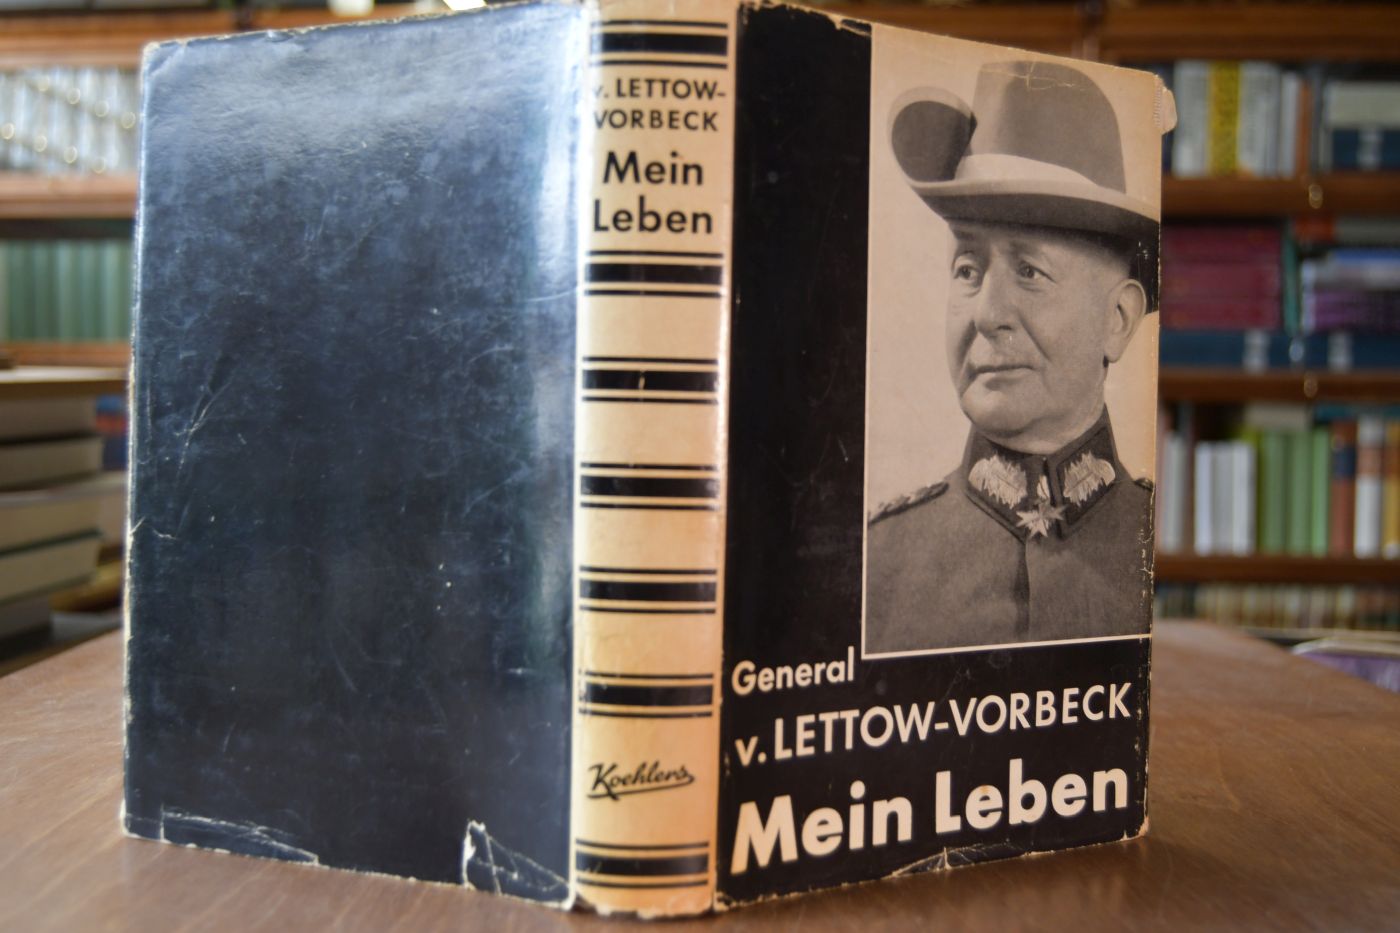 v. LETTOW-
VORBECK
Mein
Leben
Koehlers
General
v. LETTOW-VORBECK
Mein Leben